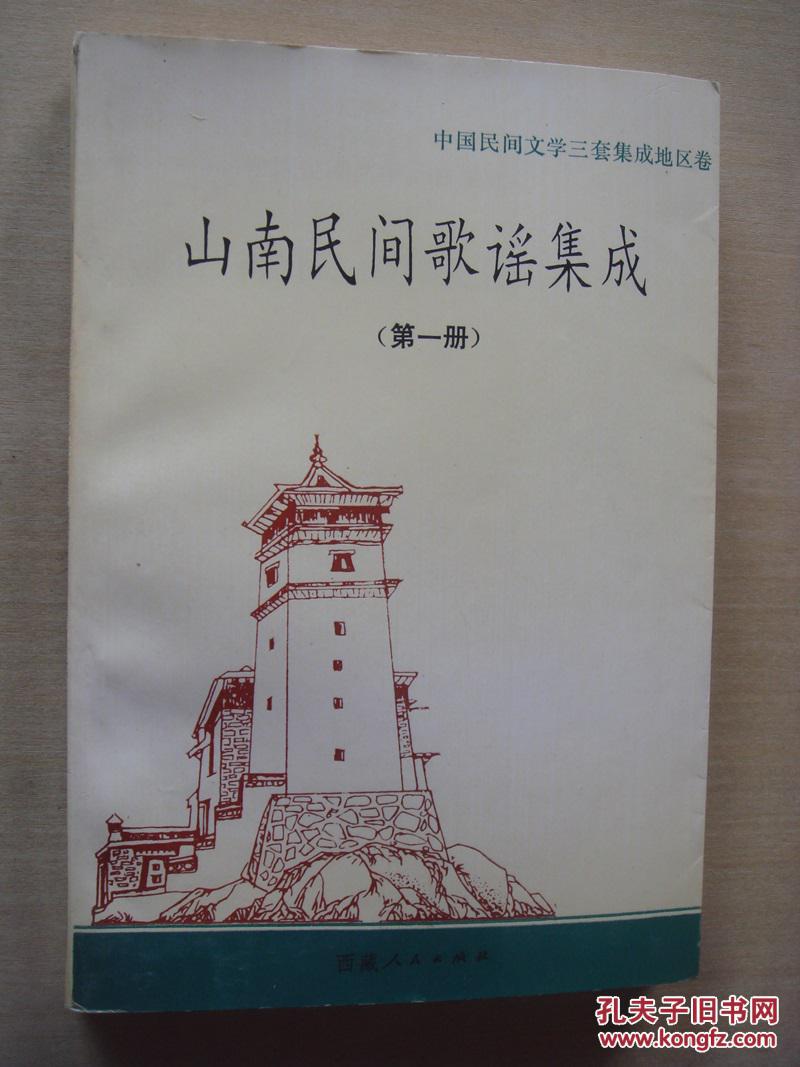 中国民间文学三套集成地区卷
山南民间歌谣集成
（第一册）
西藏人民出版社
孔夫子旧书网
www.kongfz.com